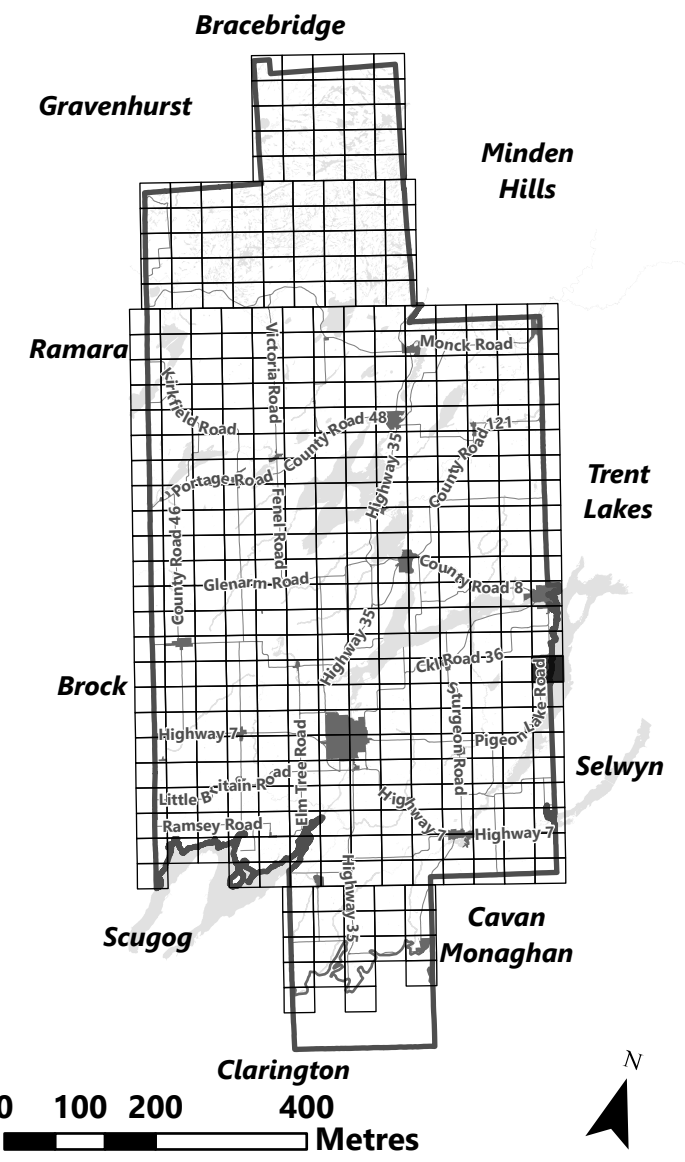 Bracebridge
Gravenhurst
Minden
Hills
Ramara
Monck Road
Victoria Road
Kirkfield Road
County Road 48
County Road 121
Highway 35
Portage Road
Trent
Lakes
Fenel Road
County Road 46
Glenarm Road
County Road 8
Highway 35
Ckl Road 36
Brock
Sturgeon Road
Pigeon Lake Road
Highway 7
Elm Tree Road
Selwyn
Little Britain Road
Highway 7
Ramsey Road
Highway 7
Highway 35
Scugog
Cavan
Monaghan
Clarington
N
0 100 200 400
Metres